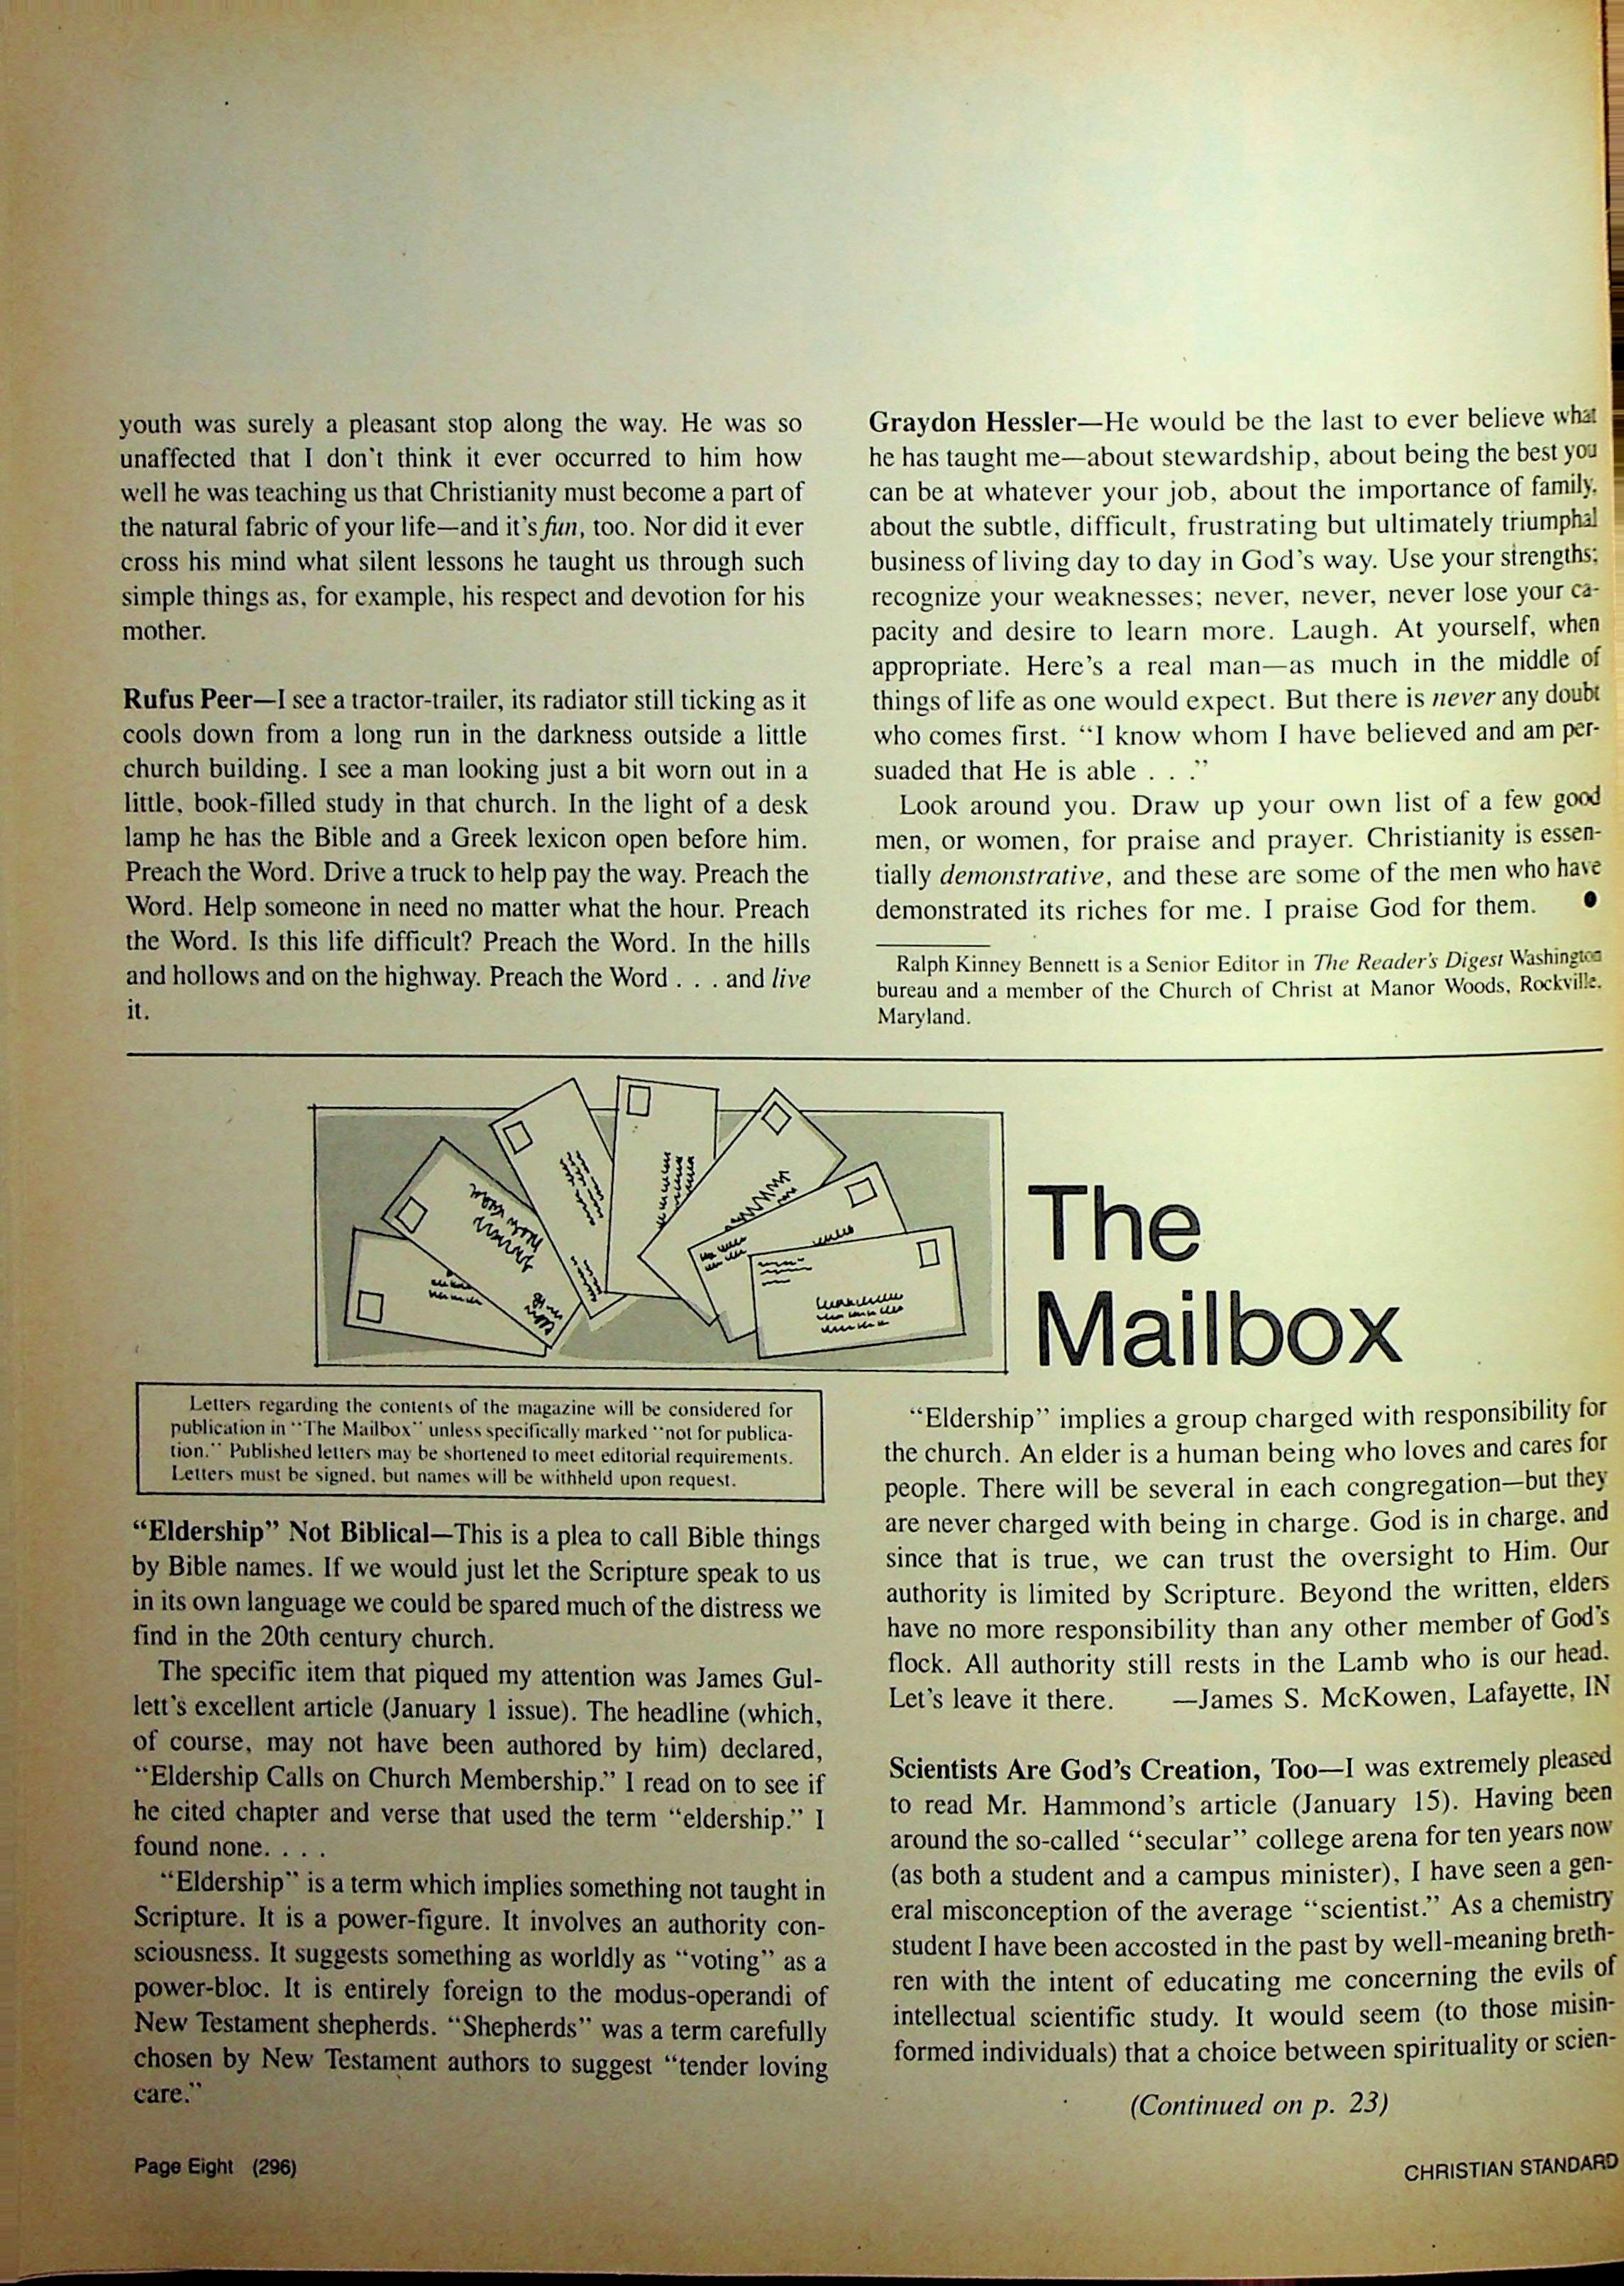 youth was surely a pleasant stop along the way. He was so
unaffected that I don't think it ever occurred to him how
well he was teaching us that Christianity must become a part of
the natural fabric of your life—and it's fun, too. Nor did it ever
cross his mind what silent lessons he taught us through such
simple things as, for example, his respect and devotion for his
mother.
Rufus Peer—I see a tractor-trailer, its radiator still ticking as it
cools down from a long run in the darkness outside a little
church building. I see a man looking just a bit worn out in a
little, book-filled study in that church. In the light of a desk
lamp he has the Bible and a Greek lexicon open before him.
Preach the Word. Drive a truck to help pay the way. Preach the
Word. Help someone in need no matter what the hour. Preach
the Word. Is this life difficult? Preach the Word. In the hills
and hollows and on the highway. Preach the Word . . . and live
it.
Graydon Hessler—He would be the last to ever believe what
he has taught me—about stewardship, about being the best you
can be at whatever your job, about the importance of family,
about the subtle, difficult, frustrating but ultimately triumphal
business of living day to day in God's way. Use your strengths;
recognize your weaknesses; never, never, never lose your ca-
pacity and desire to learn more. Laugh. At yourself, when
appropriate. Here's a real man—as much in the middle of
things of life as one would expect. But there is never any doubt
who comes first. "I know whom I have believed and am per-
suaded that He is able . . ."
Look around you. Draw up your own list of a few good
men, or women, for praise and prayer. Christianity is essen-
tially demonstrative, and these are some of the men who have
demonstrated its riches for me. I praise God for them.
Ralph Kinney Bennett is a Senior Editor in The Reader's Digest Washington
bureau and a member of the Church of Christ at Manor Woods, Rockville,
Maryland.
The
Mailbox
Letters regarding the contents of the magazine will be considered for
publication in "The Mailbox" unless specifically marked "not for publica-
tion." Published letters may be shortened to meet editorial requirements.
Letters must be signed, but names will be withheld upon request.
"Eldership" Not Biblical—This is a plea to call Bible things
by Bible names. If we would just let the Scripture speak to us
in its own language we could be spared much of the distress we
find in the 20th century church.
The specific item that piqued my attention was James Gul-
lett's excellent article (January 1 issue). The headline (which,
of course, may not have been authored by him) declared,
"Eldership Calls on Church Membership." I read on to see if
he cited chapter and verse that used the term "eldership." I
found none. . . .
"Eldership" is a term which implies something not taught in
Scripture. It is a power-figure. It involves an authority con-
sciousness. It suggests something as worldly as "voting" as a
power-bloc. It is entirely foreign to the modus-operandi of
New Testament shepherds. "Shepherds" was a term carefully
chosen by New Testament authors to suggest "tender loving
care."
"Eldership" implies a group charged with responsibility for
the church. An elder is a human being who loves and cares for
people. There will be several in each congregation—but they
are never charged with being in charge. God is in charge, and
since that is true, we can trust the oversight to Him. Our
authority is limited by Scripture. Beyond the written, elders
have no more responsibility than any other member of God's
flock. All authority still rests in the Lamb who is our head.
Let's leave it there. —James S. McKowen, Lafayette, IN
Scientists Are God's Creation, Too—I was extremely pleased
to read Mr. Hammond's article (January 15). Having been
around the so-called "secular" college arena for ten years now
(as both a student and a campus minister), I have seen a gen-
eral misconception of the average "scientist." As a chemistry
student I have been accosted in the past by well-meaning breth-
ren with the intent of educating me concerning the evils of
intellectual scientific study. It would seem (to those misin-
formed individuals) that a choice between spirituality or scien-
(Continued on p. 23)
Page Eight (296)
CHRISTIAN STANDARD